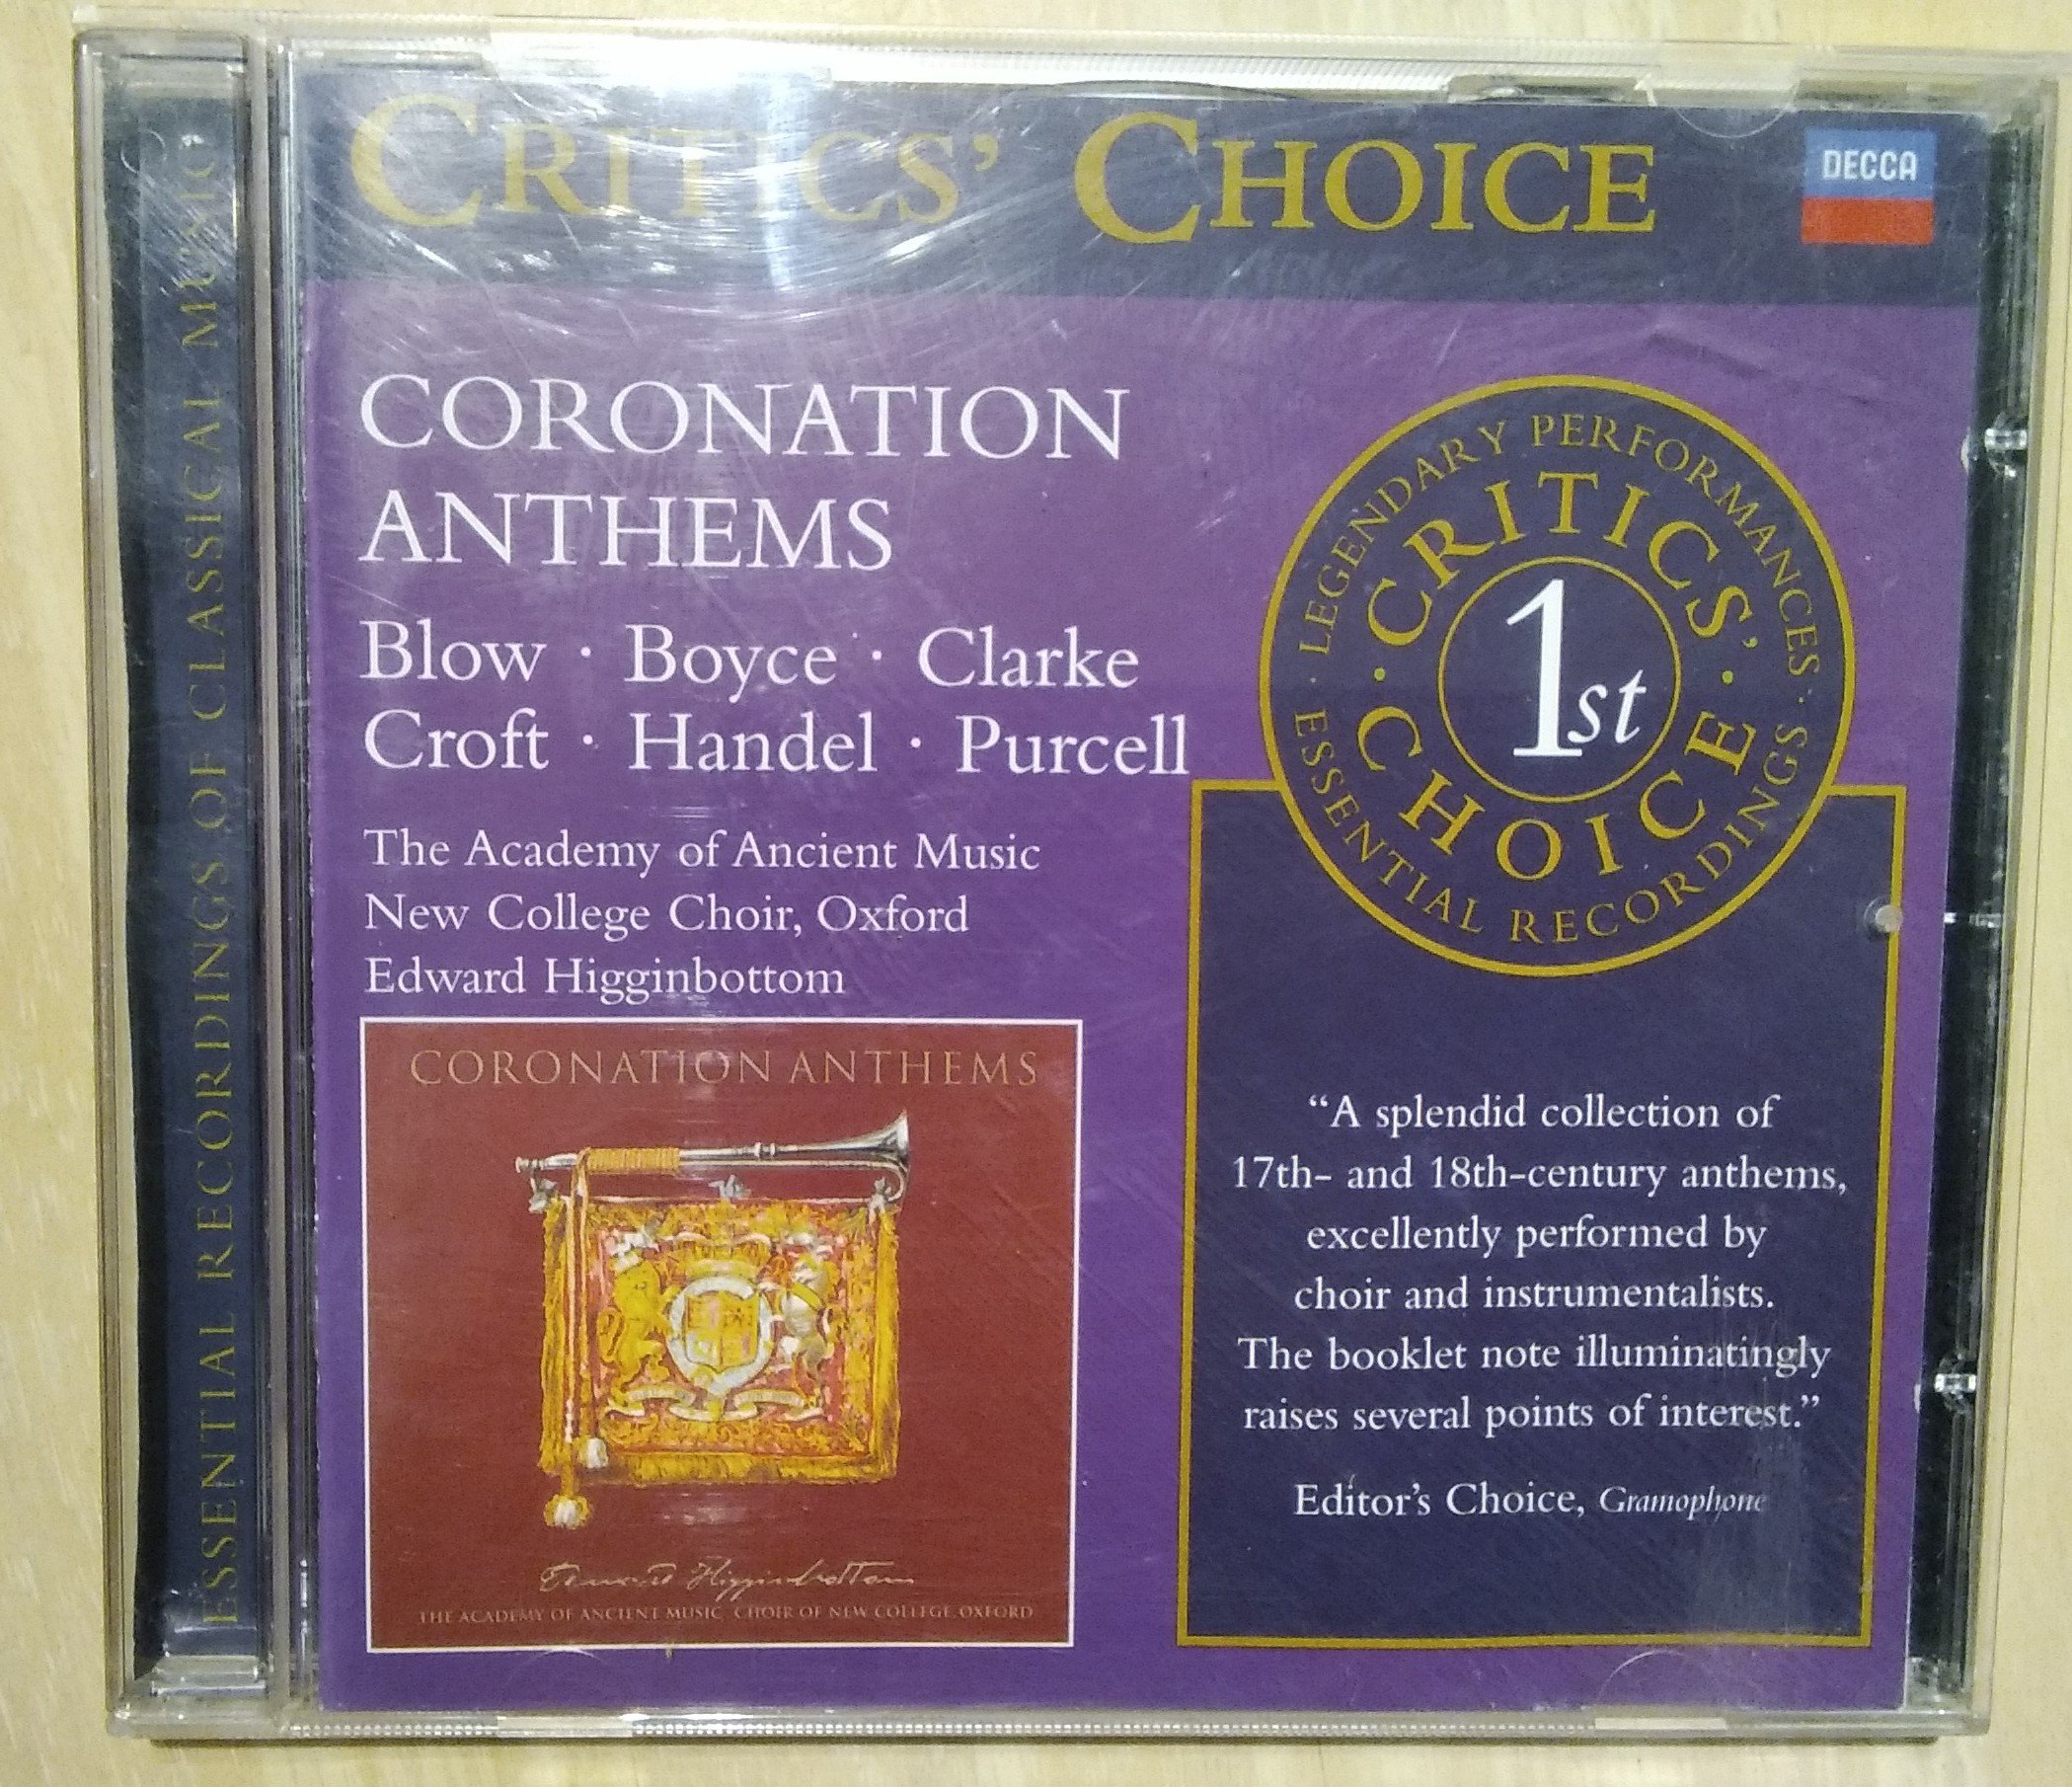 CRITICS' CHOICE
DECCA
ESSENTIAL RECORDINGS OF CLASSICAL MUSIC
CORONATION
ANTHEMS
Blow · Boyce · Clarke
Croft · Handel · Purcell
The Academy of Ancient Music
New College Choir, Oxford
Edward Higginbottom
· LEGENDARY PERFORMANCES ·
ESSENTIAL RECORDINGS
· CRITICS' ·
CHOICE
1st
CORONATION ANTHEMS
Edward Higginbottom
THE ACADEMY OF ANCIENT MUSIC CHOIR OF NEW COLLEGE, OXFORD
“A splendid collection of
17th- and 18th-century anthems,
excellently performed by
choir and instrumentalists.
The booklet note illuminatingly
raises several points of interest.”
Editor's Choice, Gramophone